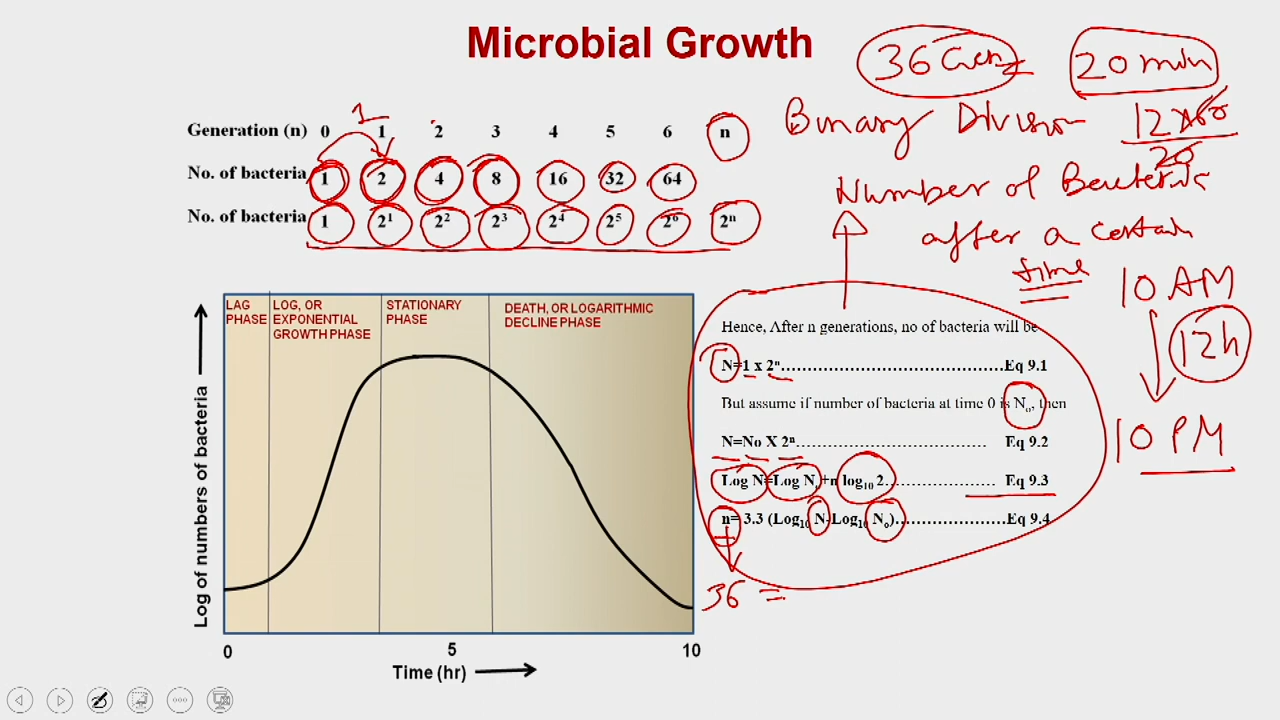 Microbial Growth
36 Gen
20 min
Generation (n) 0 1 2 3 4 5 6 n
1
No. of bacteria 1 2 4 8 16 32 64
No. of bacteria 1 2¹ 2² 2³ 2⁴ 2⁵ 2⁶ 2ⁿ
Binary Division
12x60
20
Number of Bacteria
after a certain
time
10 AM
12h
10 PM
LAG PHASE
LOG, OR EXPONENTIAL GROWTH PHASE
STATIONARY PHASE
DEATH, OR LOGARITHMIC DECLINE PHASE
Log of numbers of bacteria
0 5 10
Time (hr)
Hence, After n generations, no of bacteria will be
N=1 x 2ⁿ……………………………………Eq 9.1
But assume if number of bacteria at time 0 is N₀, then
N=No X 2ⁿ…………………………………… Eq 9.2
Log N=Log N₀+n log₁₀ 2…………………… Eq 9.3
n= 3.3 (Log₁₀ N-Log₁₀ N₀)……………………Eq 9.4
36 =